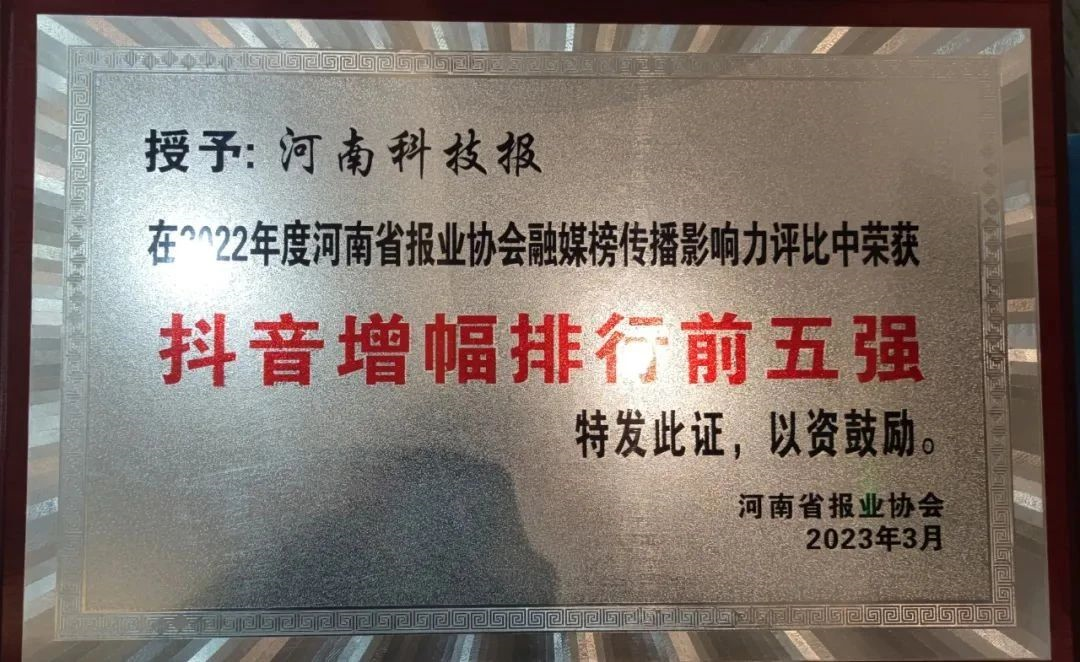 授予:河南科技报
在2022年度河南省报业协会融媒榜传播影响力评比中荣获
抖音增幅排行前五强
特发此证，以资鼓励。
河南省报业协会
2023年3月